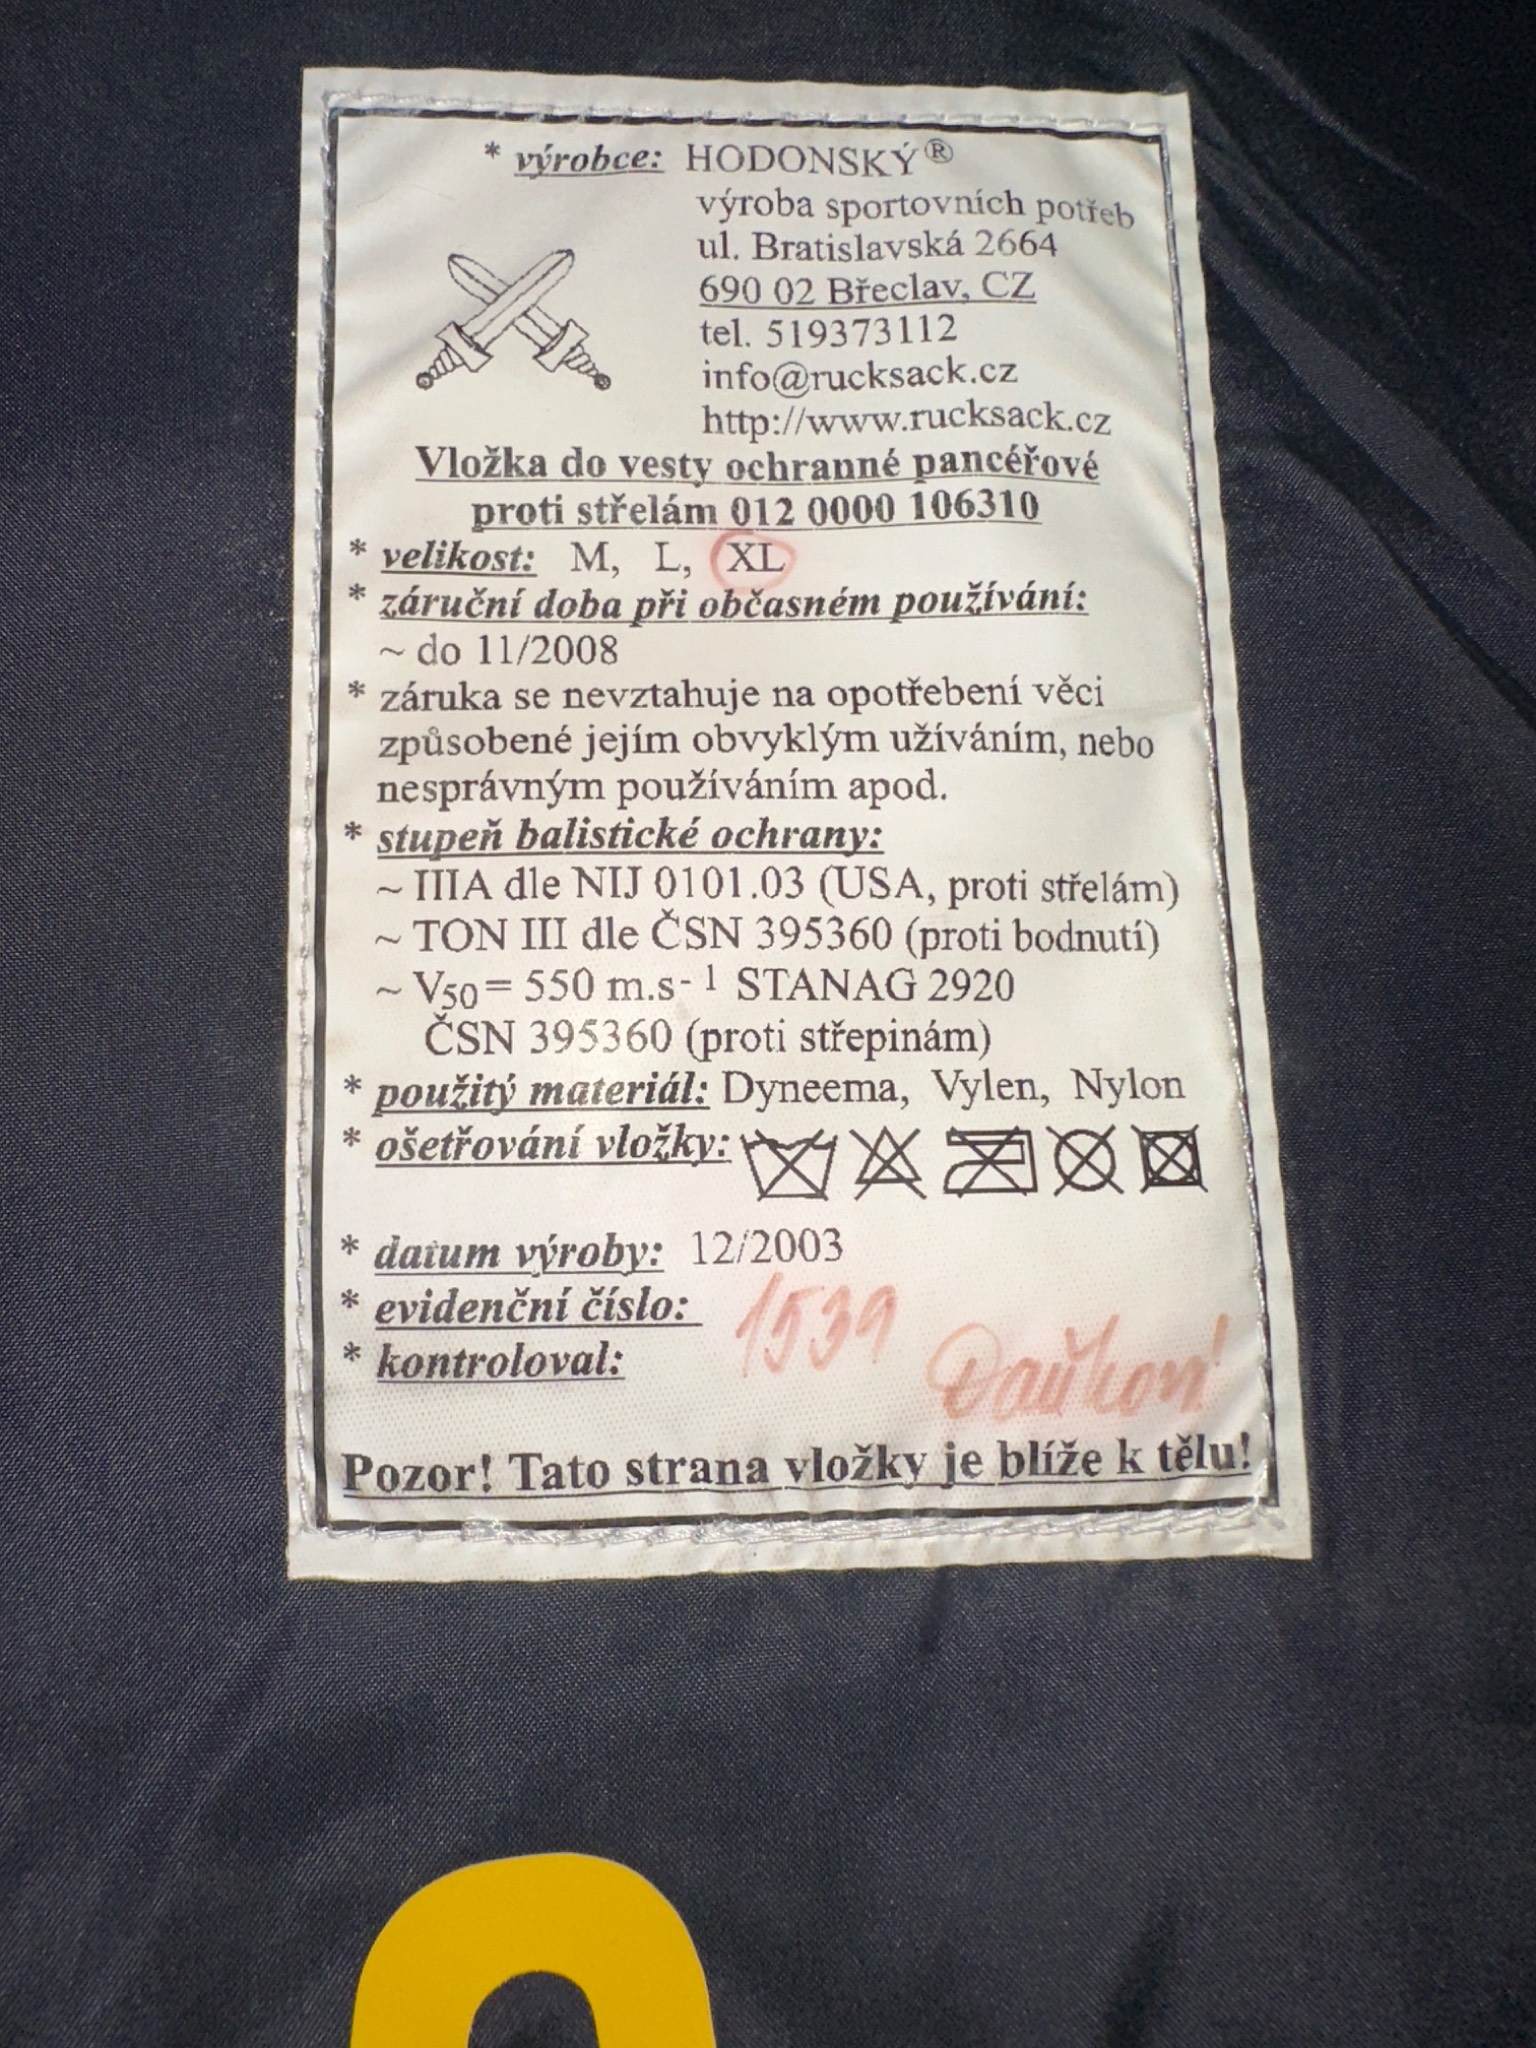 * výrobce: HODONSKÝ®
výroba sportovních potřeb
ul. Bratislavská 2664
690 02 Břeclav, CZ
tel. 519373112
info@rucksack.cz
http://www.rucksack.cz
Vložka do vesty ochranné pancéřové
proti střelám 012 0000 106310
* velikost: M, L, XL
* záruční doba při občasném používání:
~ do 11/2008
* záruka se nevztahuje na opotřebení věci
způsobené jejím obvyklým užíváním, nebo
nesprávným používáním apod.
* stupeň balistické ochrany:
~ IIIA dle NIJ 0101.03 (USA, proti střelám)
~ TON III dle ČSN 395360 (proti bodnutí)
~ V50 = 550 m.s-1 STANAG 2920
ČSN 395360 (proti střepinám)
* použitý materiál: Dyneema, Vylen, Nylon
* ošetřování vložky:
* datum výroby: 12/2003
* evidenční číslo: 1539
* kontroloval:
Pozor! Tato strana vložky je blíže k tělu!